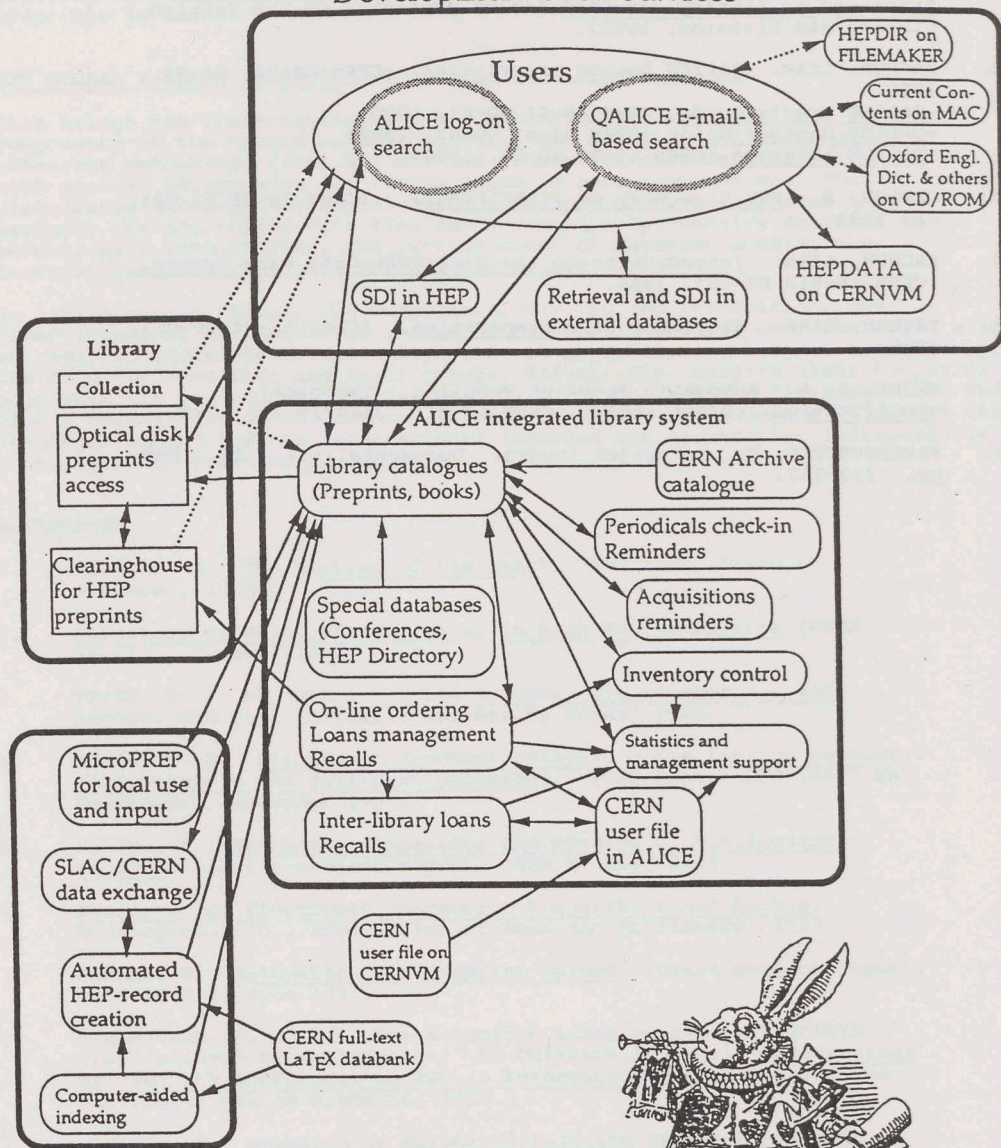 Users
ALICE log-on
search
QALICE E-mail-
based search
HEPDIR on
FILEMAKER
Current Con-
tents on MAC
Oxford Engl.
Dict. & others
on CD/ROM
SDI in HEP
Retrieval and SDI in
external databases
HEPDATA
on CERNVM
Library
Collection
Optical disk
preprints
access
Clearinghouse
for HEP
preprints
ALICE integrated library system
Library catalogues
(Preprints, books)
CERN Archive
catalogue
Periodicals check-in
Reminders
Acquisitions
reminders
Special databases
(Conferences,
HEP Directory)
Inventory control
On-line ordering
Loans management
Recalls
Statistics and
management support
Inter-library loans
Recalls
CERN
user file
in ALICE
MicroPREP
for local use
and input
SLAC/CERN
data exchange
Automated
HEP-record
creation
Computer-aided
indexing
CERN
user file on
CERNVM
CERN full-text
LaTEX databank